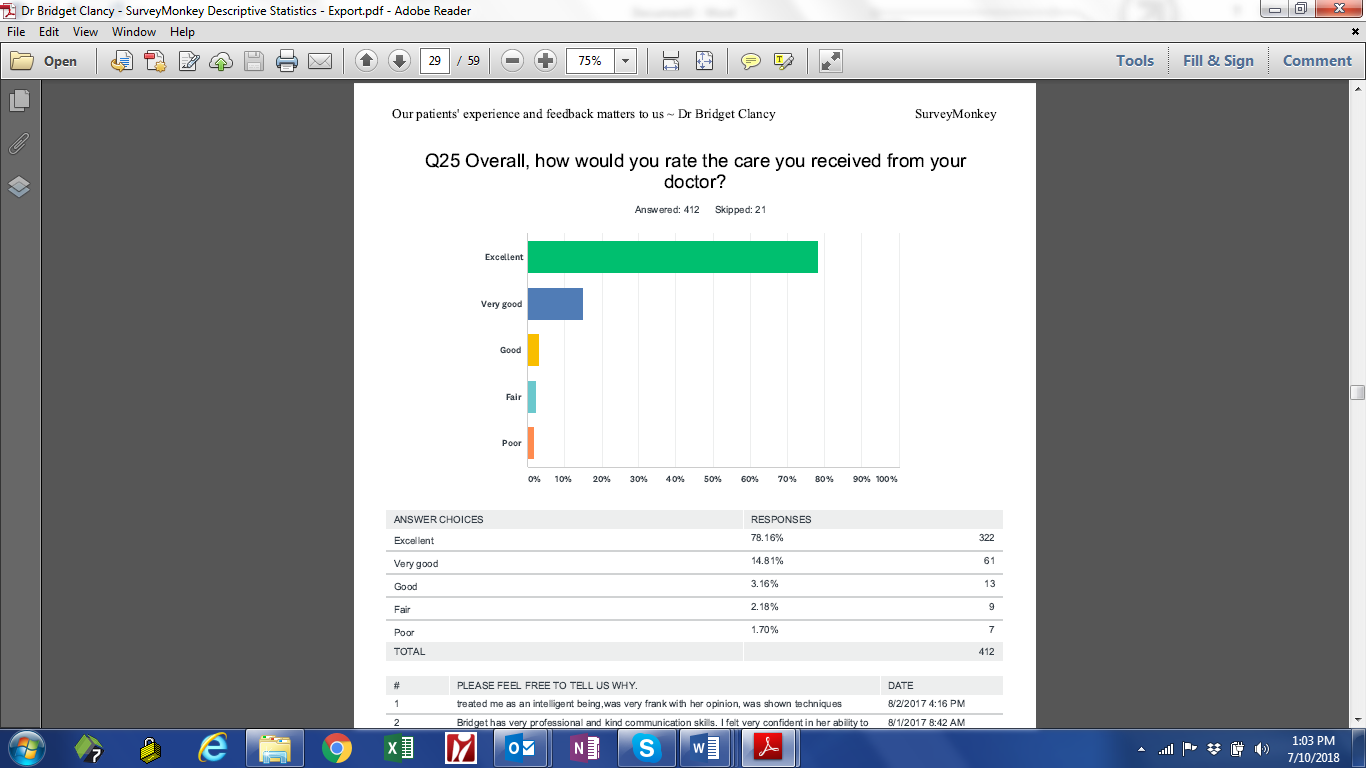 Dr Bridget Clancy - SurveyMonkey Descriptive Statistics - Export.pdf - Adobe Reader
File Edit View Window Help
Open 29 / 59 75% Tools Fill & Sign Comment
Our patients' experience and feedback matters to us ~ Dr Bridget Clancy SurveyMonkey
Q25 Overall, how would you rate the care you received from your
doctor?
Answered: 412 Skipped: 21
Excellent
Very good
Good
Fair
Poor
0% 10% 20% 30% 40% 50% 60% 70% 80% 90% 100%
ANSWER CHOICES RESPONSES
Excellent 78.16% 322
Very good 14.81% 61
Good 3.16% 13
Fair 2.18% 9
Poor 1.70% 7
TOTAL 412
# PLEASE FEEL FREE TO TELL US WHY. DATE
1 treated me as an intelligent being,was very frank with her opinion, was shown techniques 8/2/2017 4:16 PM
2 Bridget has very professional and kind communication skills. I felt very confident in her ability to 8/1/2017 8:42 AM
1:03 PM
7/10/2018